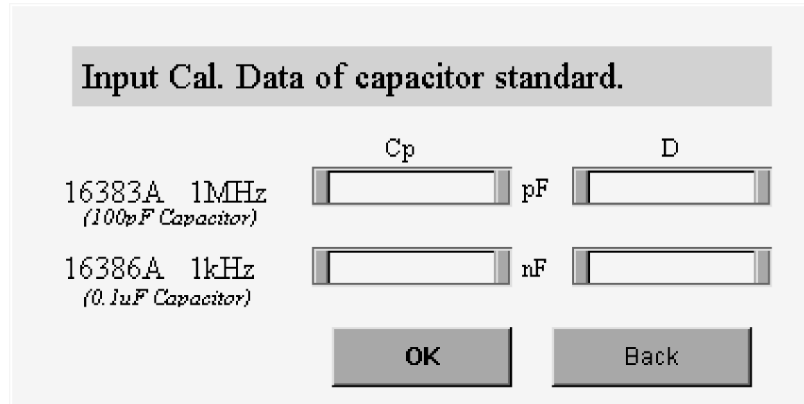 Input Cal. Data of capacitor standard.
Cp D
16383A 1MHz pF
(100pF Capacitor)
16386A 1kHz nF
(0.1uF Capacitor)
OK Back